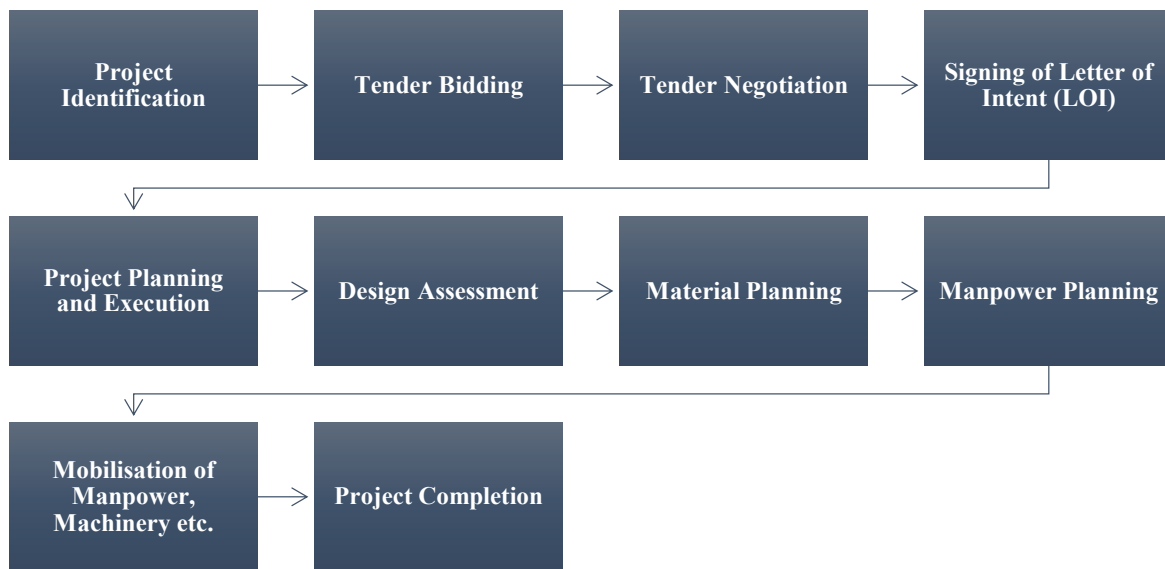 Project
Identification
Tender Bidding
Tender Negotiation
Signing of Letter of
Intent (LOI)
Project Planning
and Execution
Design Assessment
Material Planning
Manpower Planning
Mobilisation of
Manpower,
Machinery etc.
Project Completion